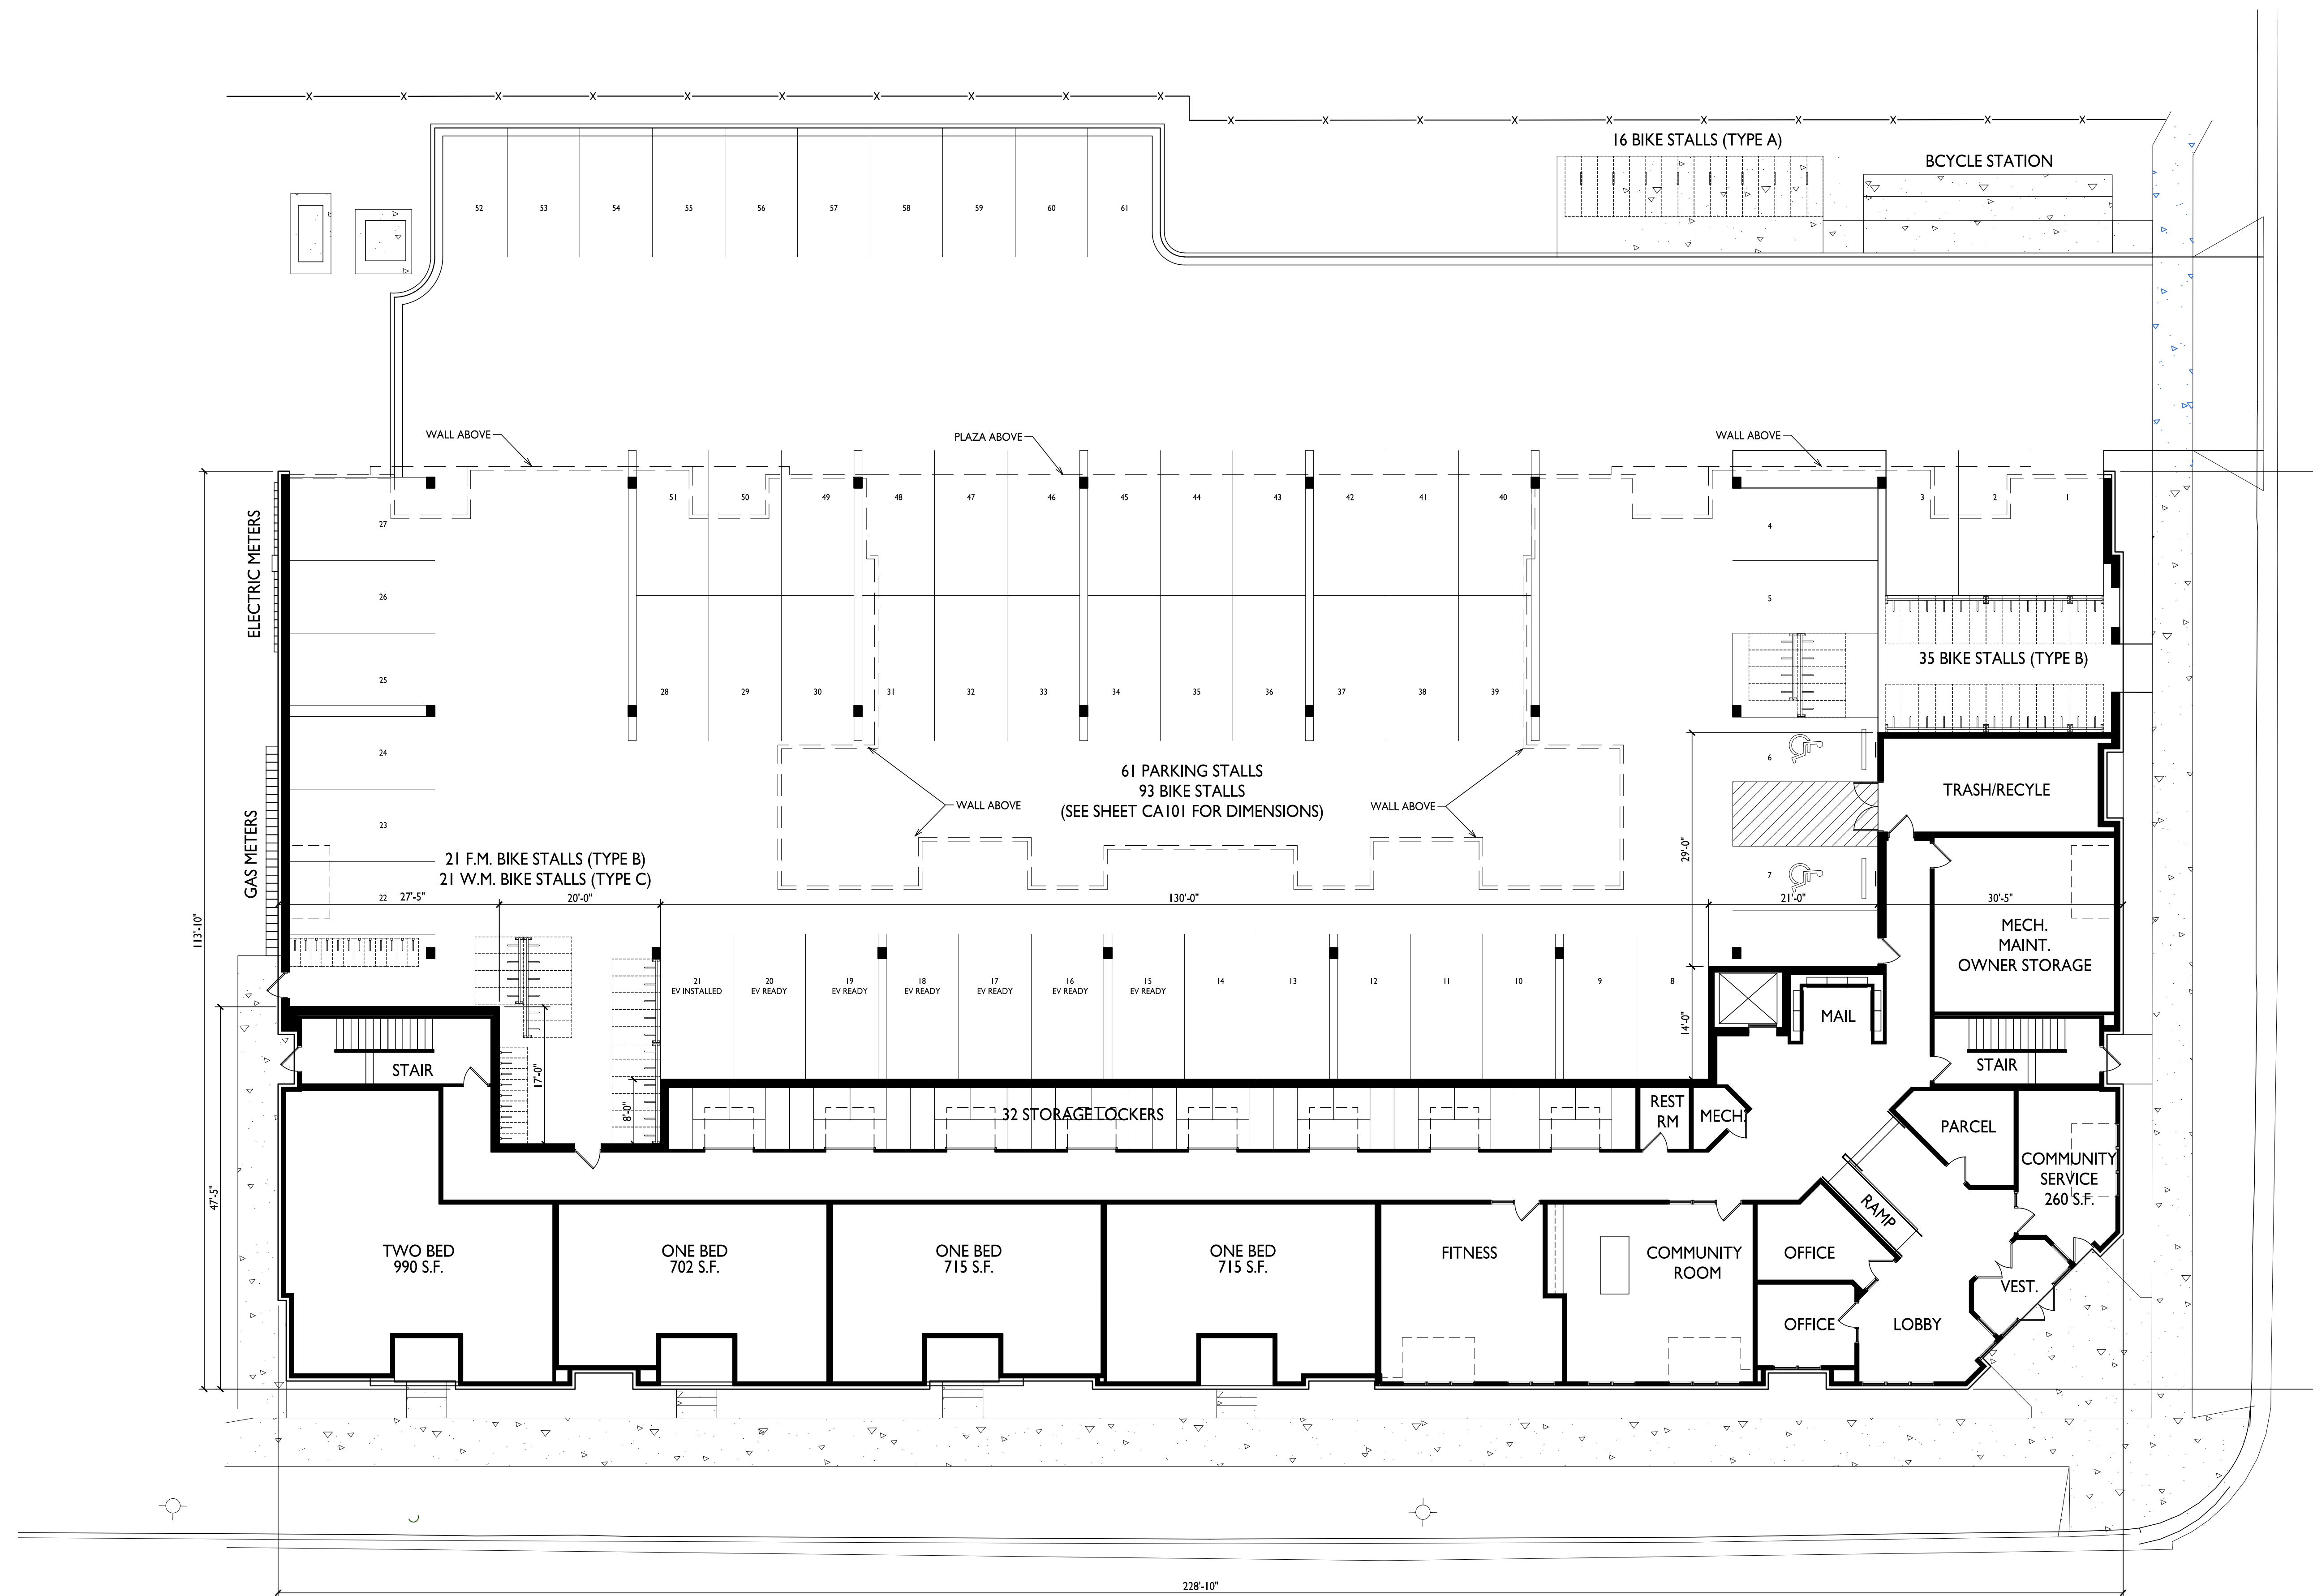 X X X X X X X X X X
X X X X X X X X X X
16 BIKE STALLS (TYPE A)
BCYCLE STATION
52 53 54 55 56 57 58 59 60 61
WALL ABOVE
PLAZA ABOVE
WALL ABOVE
51 50 49 48 47 46 45 44 43 42 41 40
3 2 1
27
4
ELECTRIC METERS
26
5
35 BIKE STALLS (TYPE B)
25
28 29 30 31 32 33 34 35 36 37 38 39
24
6
61 PARKING STALLS
93 BIKE STALLS
(SEE SHEET CA101 FOR DIMENSIONS)
WALL ABOVE
WALL ABOVE
TRASH/RECYLE
23
GAS METERS
21 F.M. BIKE STALLS (TYPE B)
21 W.M. BIKE STALLS (TYPE C)
29'-0"
7
22
27'-5"
20'-0"
130'-0"
21'-0"
30'-5"
113'-10"
MECH.
MAINT.
OWNER STORAGE
21
EV INSTALLED
20
EV READY
19
EV READY
18
EV READY
17
EV READY
16
EV READY
15
EV READY
14
13
12
11
10
9
8
14'-0"
MAIL
STAIR
17'-0"
STAIR
8'-0"
32 STORAGE LOCKERS
REST
RM
MECH.
PARCEL
COMMUNITY
SERVICE
260 S.F.
47'-5"
RAMP
TWO BED
990 S.F.
ONE BED
702 S.F.
ONE BED
715 S.F.
ONE BED
715 S.F.
FITNESS
COMMUNITY
ROOM
OFFICE
VEST.
OFFICE
LOBBY
228'-10"